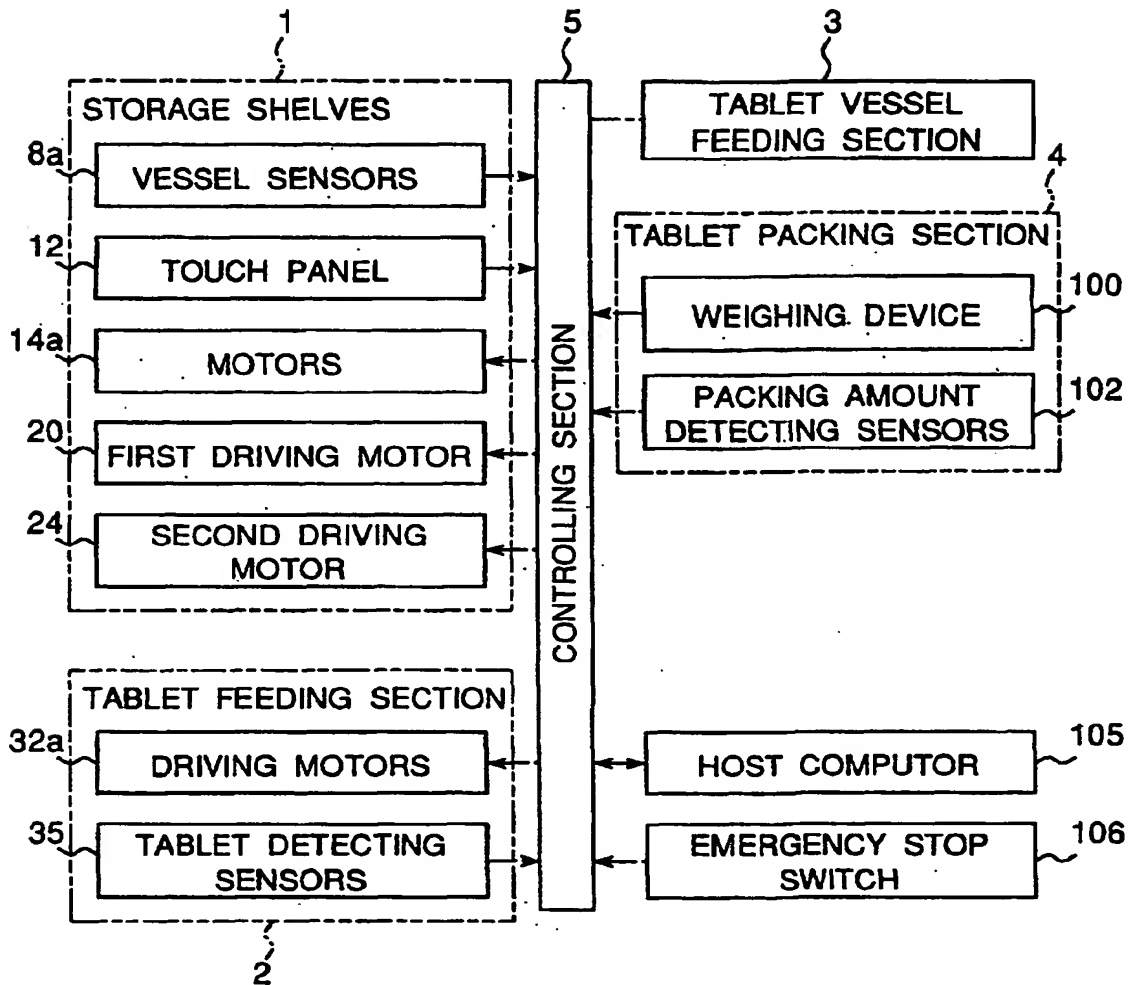 1
5
3
STORAGE SHELVES
8a
VESSEL SENSORS
12
TOUCH PANEL
14a
MOTORS
20
FIRST DRIVING MOTOR
24
SECOND DRIVING
MOTOR
TABLET FEEDING SECTION
32a
DRIVING MOTORS
35
TABLET DETECTING
SENSORS
2
CONTROLLING SECTION
TABLET VESSEL
FEEDING SECTION
4
TABLET PACKING SECTION
WEIGHING DEVICE
100
PACKING AMOUNT
DETECTING SENSORS
102
HOST COMPUTOR
105
EMERGENCY STOP
SWITCH
106